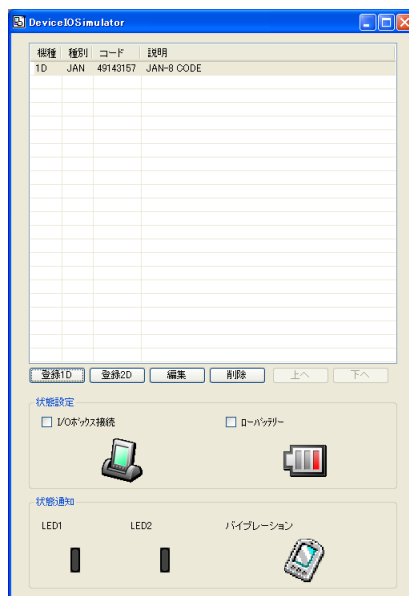 DeviceIOSimulator
機種 種別 コード 説明
1D JAN 49143157 JAN-8 CODE
登録1D 登録2D 編集 削除 上へ 下へ
状態設定
I/Oボックス接続 ローバッテリー
状態通知
LED1 LED2 バイブレーション